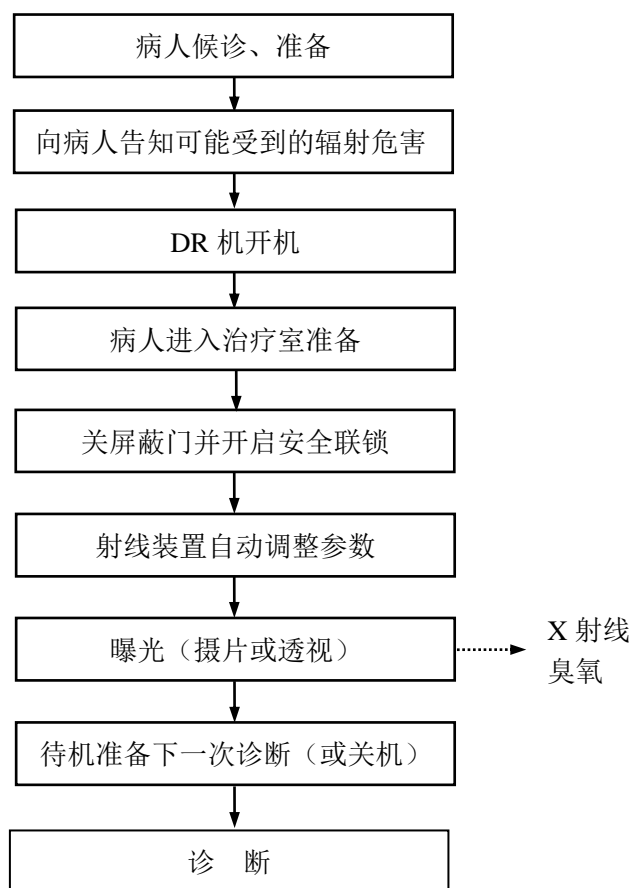 病人候诊、准备
向病人告知可能受到的辐射危害
DR 机开机
病人进入治疗室准备
关屏蔽门并开启安全联锁
射线装置自动调整参数
曝光（摄片或透视）
X 射线
臭氧
待机准备下一次诊断（或关机）
诊 断